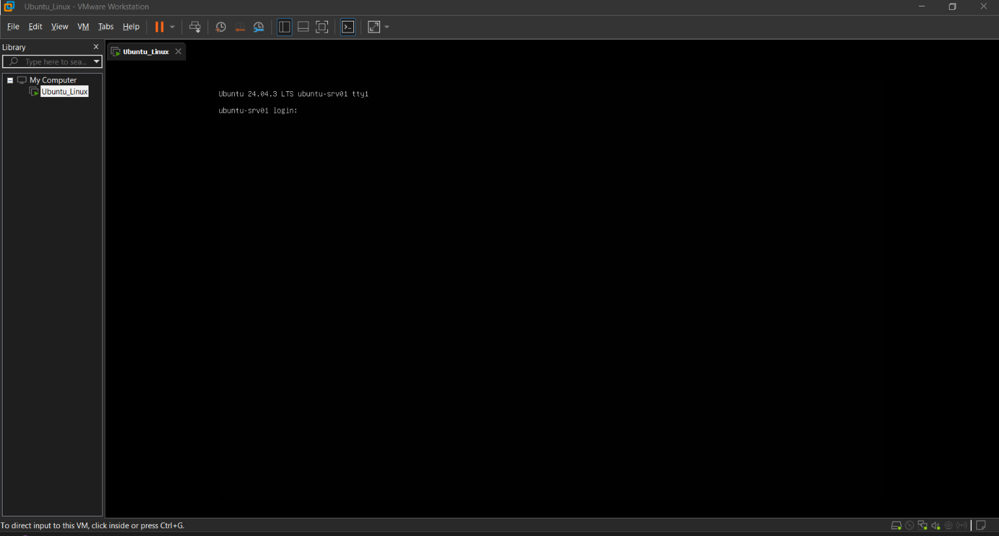 Ubuntu_Linux - VMware Workstation
File Edit View VM Tabs Help
Library
Type here to sea...
My Computer
Ubuntu_Linux
Ubuntu_Linux
Ubuntu 24.04.3 LTS ubuntu-srv01 tty1
ubuntu-srv01 login:
To direct input to this VM, click inside or press Ctrl+G.